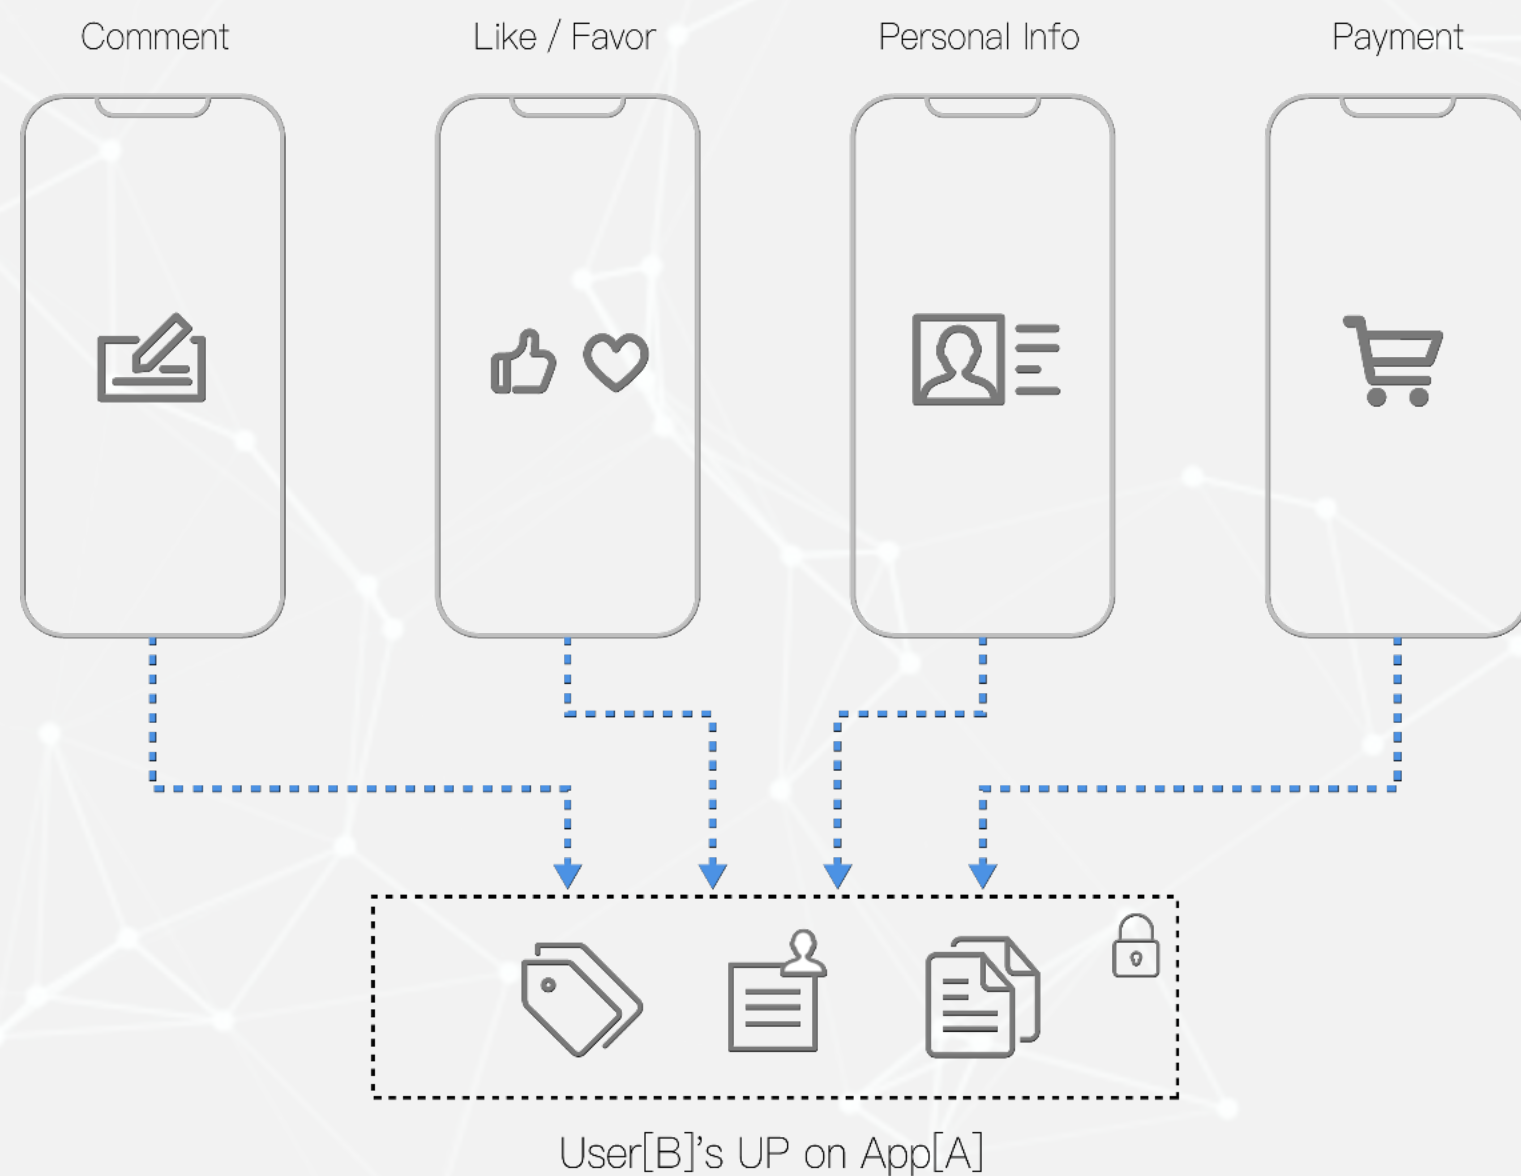 Comment
Like / Favor
Personal Info
Payment
User[B]'s UP on App[A]